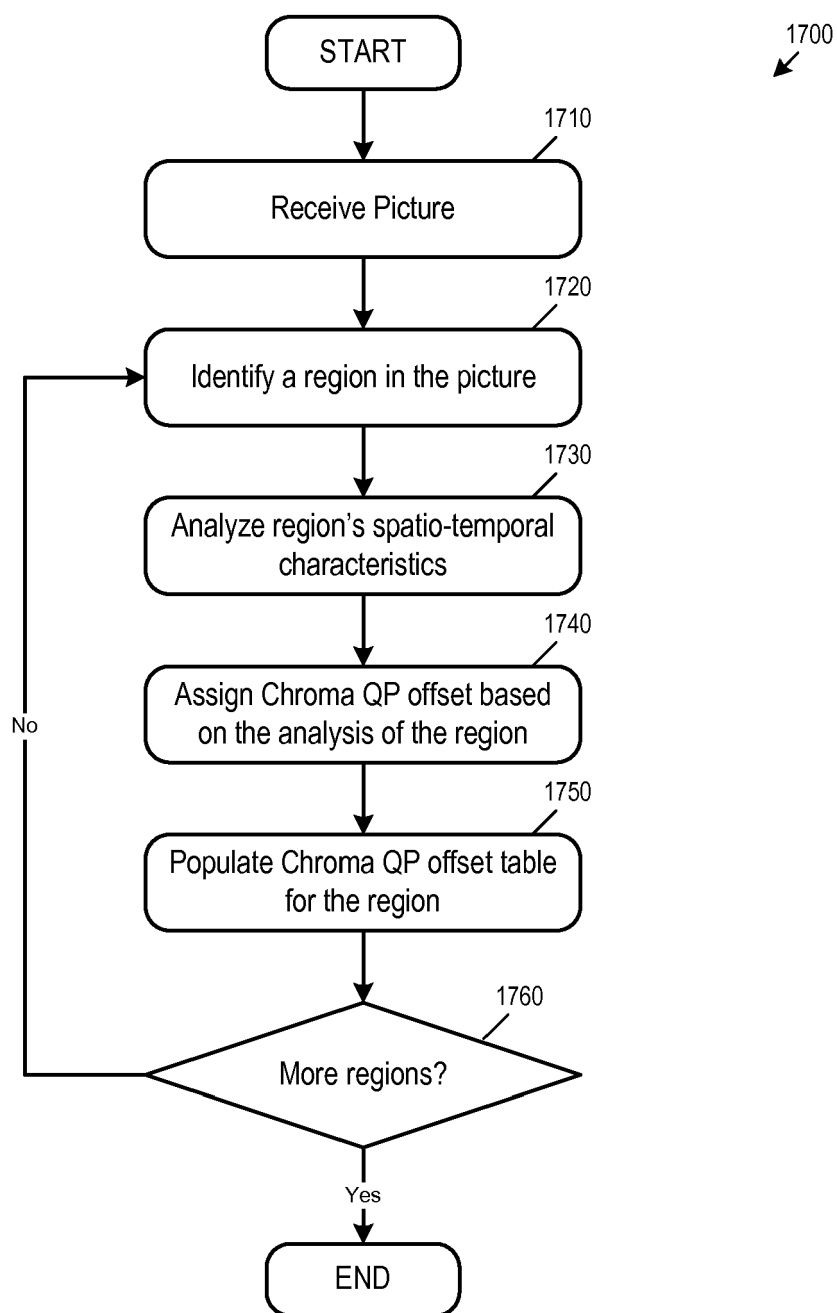 START
1700
1710
Receive Picture
1720
Identify a region in the picture
1730
Analyze region's spatio-temporal
characteristics
1740
Assign Chroma QP offset based
on the analysis of the region
No
1750
Populate Chroma QP offset table
for the region
1760
More regions?
Yes
END